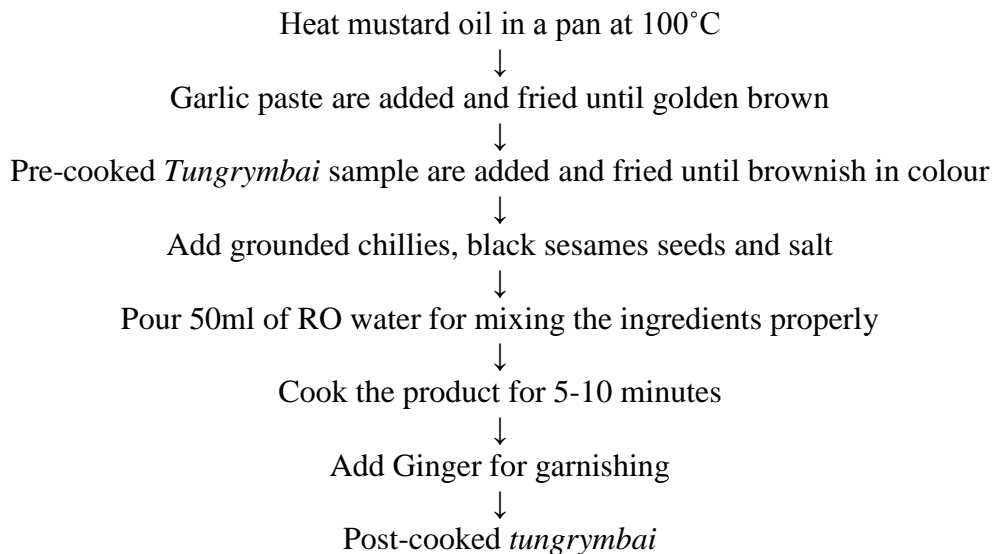 Heat mustard oil in a pan at 100˚C
↓
Garlic paste are added and fried until golden brown
↓
Pre-cooked Tungrymbai sample are added and fried until brownish in colour
↓
Add grounded chillies, black sesames seeds and salt
↓
Pour 50ml of RO water for mixing the ingredients properly
↓
Cook the product for 5-10 minutes
↓
Add Ginger for garnishing
↓
Post-cooked tungrymbai